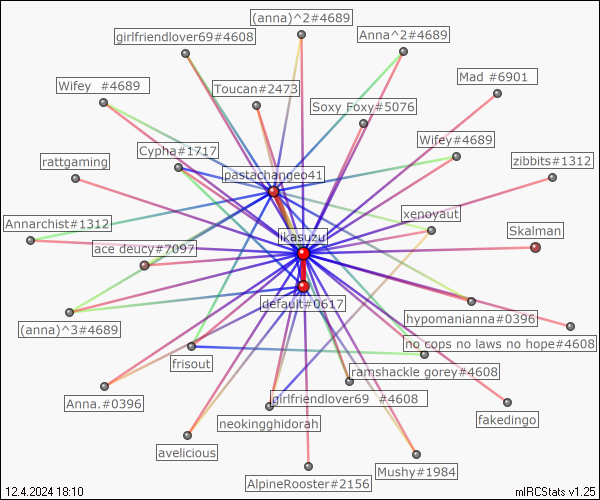 (anna)^2#4689
girlfriendlover69#4608
Anna^2#4689
Mad #6901
Wifey #4689
Toucan#2473
Soxy Foxy#5076
Cypha#1717
Wifey#4689
zibbits#1312
rattgaming
pastachangeo41
xenoyaut
Annarchist#1312
Skalman
ikasuzu
ace deucy#7097
default#0617
hypomanianna#0396
(anna)^3#4689
no cops no laws no hope#4608
frisout
ramshackle gorey#4608
Anna.#0396
girlfriendlover69 #4608
neokingghidorah
fakedingo
avelicious
Mushy#1984
AlpineRooster#2156
12.4.2024 18:10
mIRCStats v1.25